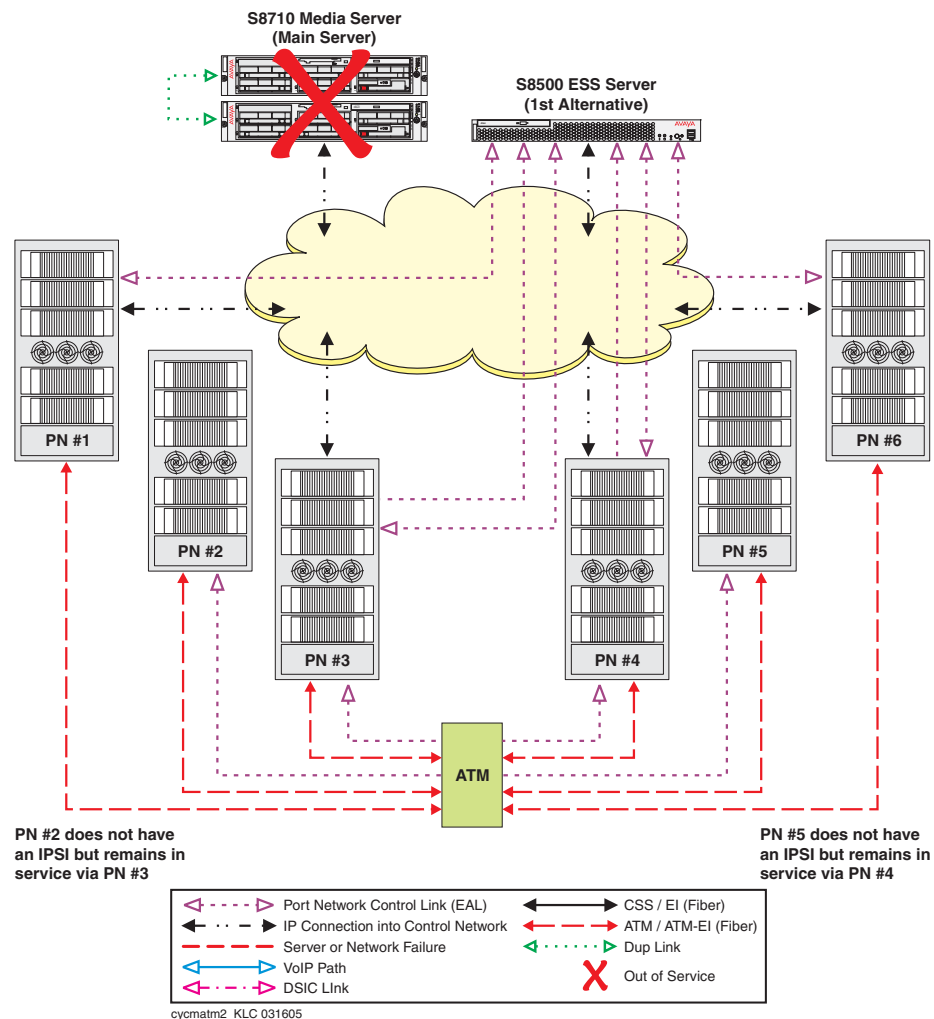 S8710 Media Server
(Main Server)
S8500 ESS Server
(1st Alternative)
AVAYA
AVAYA
AVAYA
PN #1
PN #6
PN #2
PN #5
PN #3
PN #4
ATM
PN #2 does not have
an IPSI but remains in
service via PN #3
PN #5 does not have
an IPSI but remains in
service via PN #4
Port Network Control Link (EAL)
IP Connection into Control Network
Server or Network Failure
VoIP Path
DSIC LInk
CSS / EI (Fiber)
ATM / ATM-EI (Fiber)
Dup Link
Out of Service
cycmatm2 KLC 031605